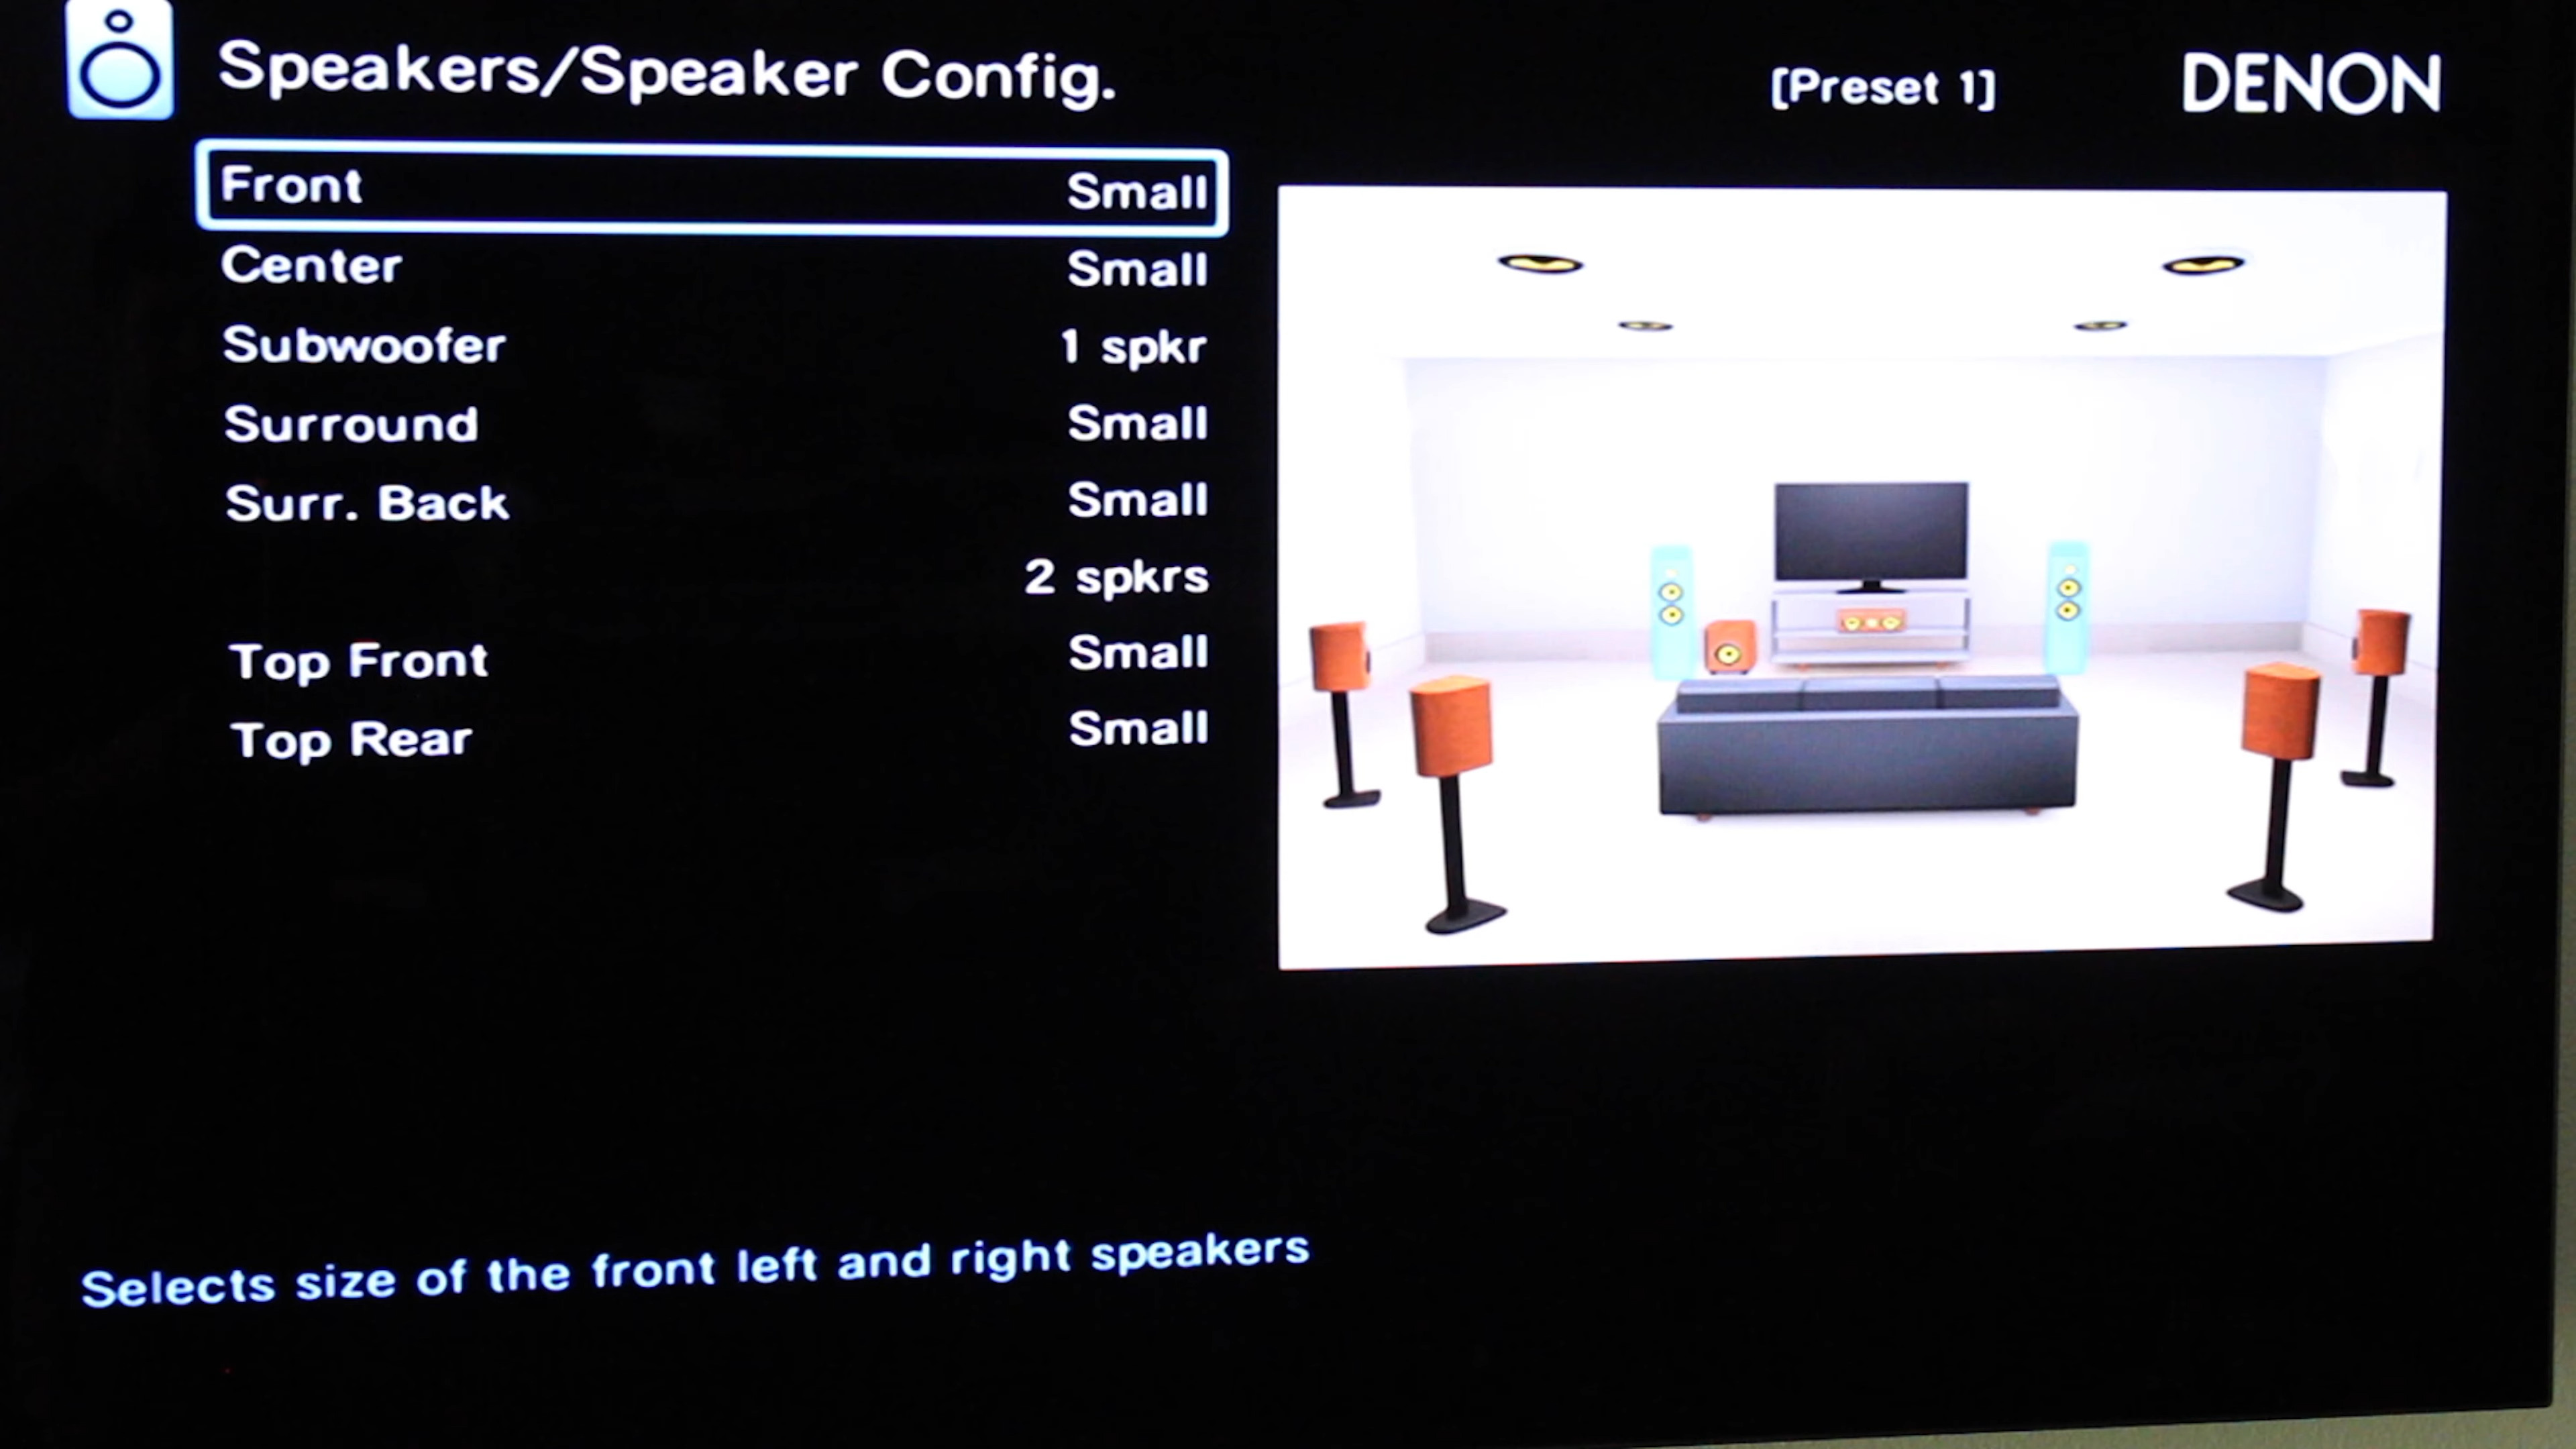 Speakers/Speaker Config.
[Preset 1]
DENON
Front Small
Center Small
Subwoofer 1 spkr
Surround Small
Surr. Back Small
2 spkrs
Top Front Small
Top Rear Small
Selects size of the front left and right speakers